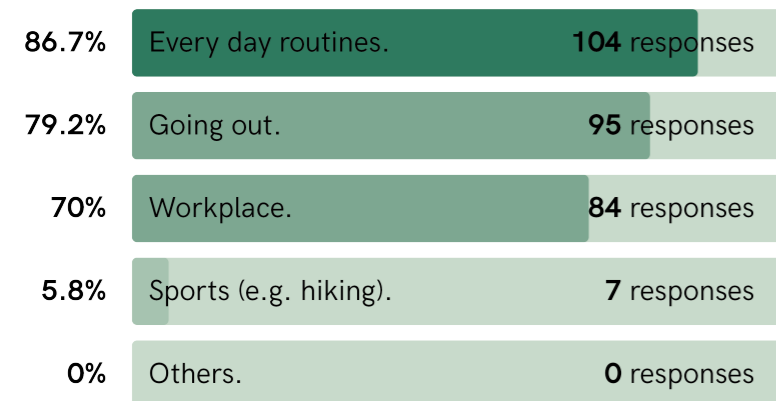 86.7% Every day routines. 104 responses
79.2% Going out. 95 responses
70% Workplace. 84 responses
5.8% Sports (e.g. hiking). 7 responses
0% Others. 0 responses